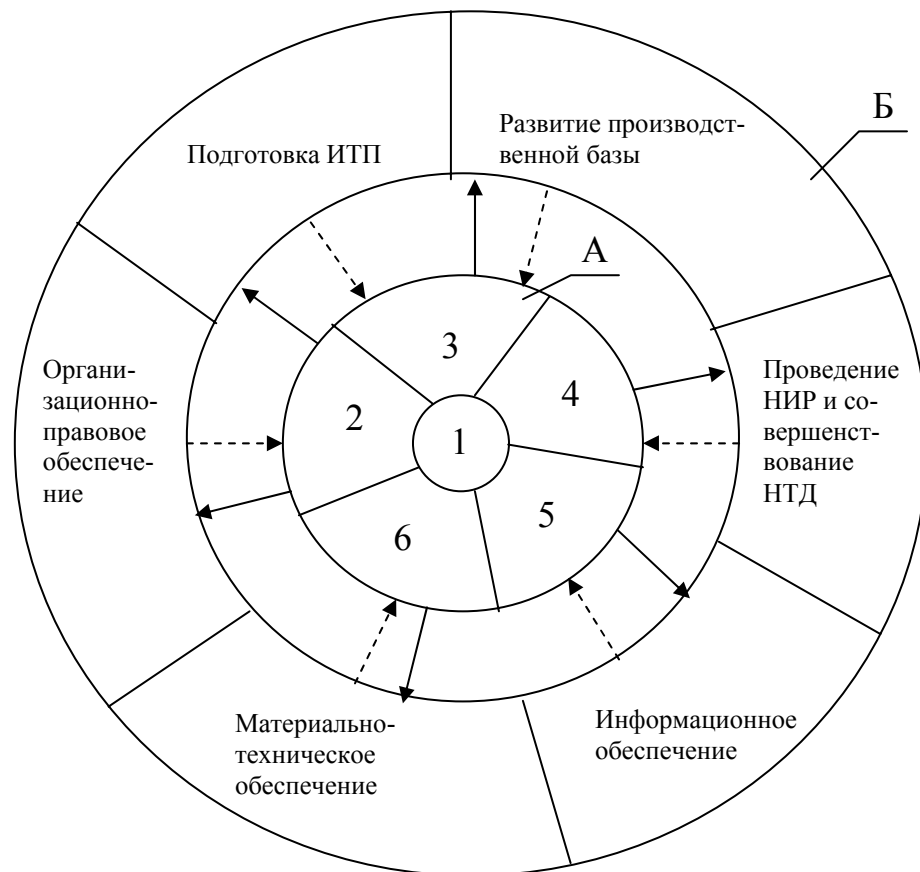 Б
Развитие производст-
венной базы
Подготовка ИТП
А
3
Органи-
зационно-
правовое
обеспече-
ние
2
4
Проведение
НИР и со-
вершенст-
вование
НТД
1
6
5
Материально-
техническое
обеспечение
Информационное
обеспечение